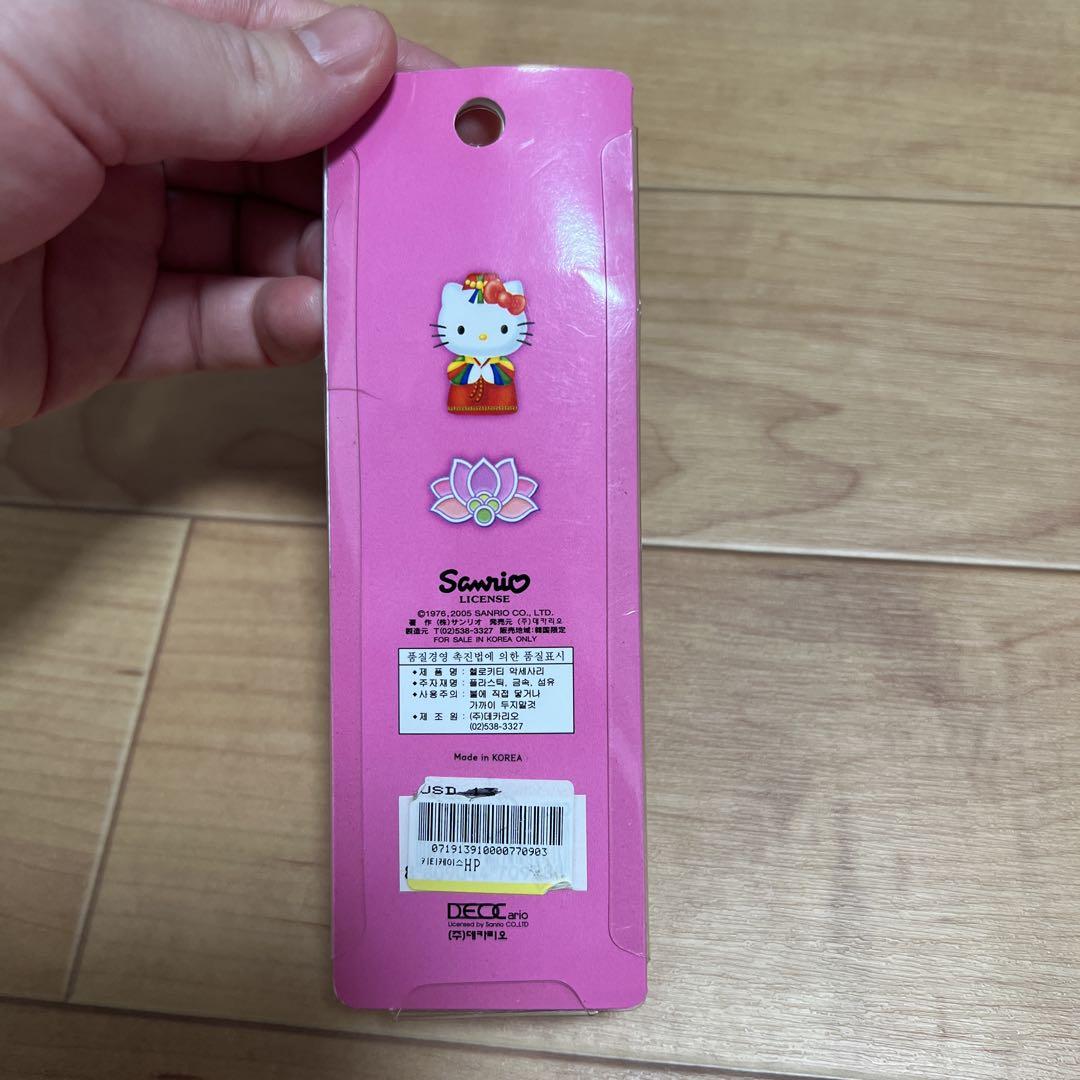 Sanrio
LICENSE
©1976, 2005 SANRIO CO., LTD.
著 作 (株)サンリオ 発売元 (주)데카리오
製造元 T(02)538-3327 販売地域:韓国限定
FOR SALE IN KOREA ONLY
품질경영 촉진법에 의한 품질표시
◆제 품 명 : 헬로키티 악세사리
◆주자재명 : 플라스틱, 금속, 섬유
◆사용주의 : 불에 직접 닿거나
가까이 두지말것
◆제 조 원 : (주)데카리오
(02)538-3327
Made in KOREA
USD
071913910000770903
키티케이스HP
DECCario
Licensed by Sanrio CO.,LTD
(주)데카리오